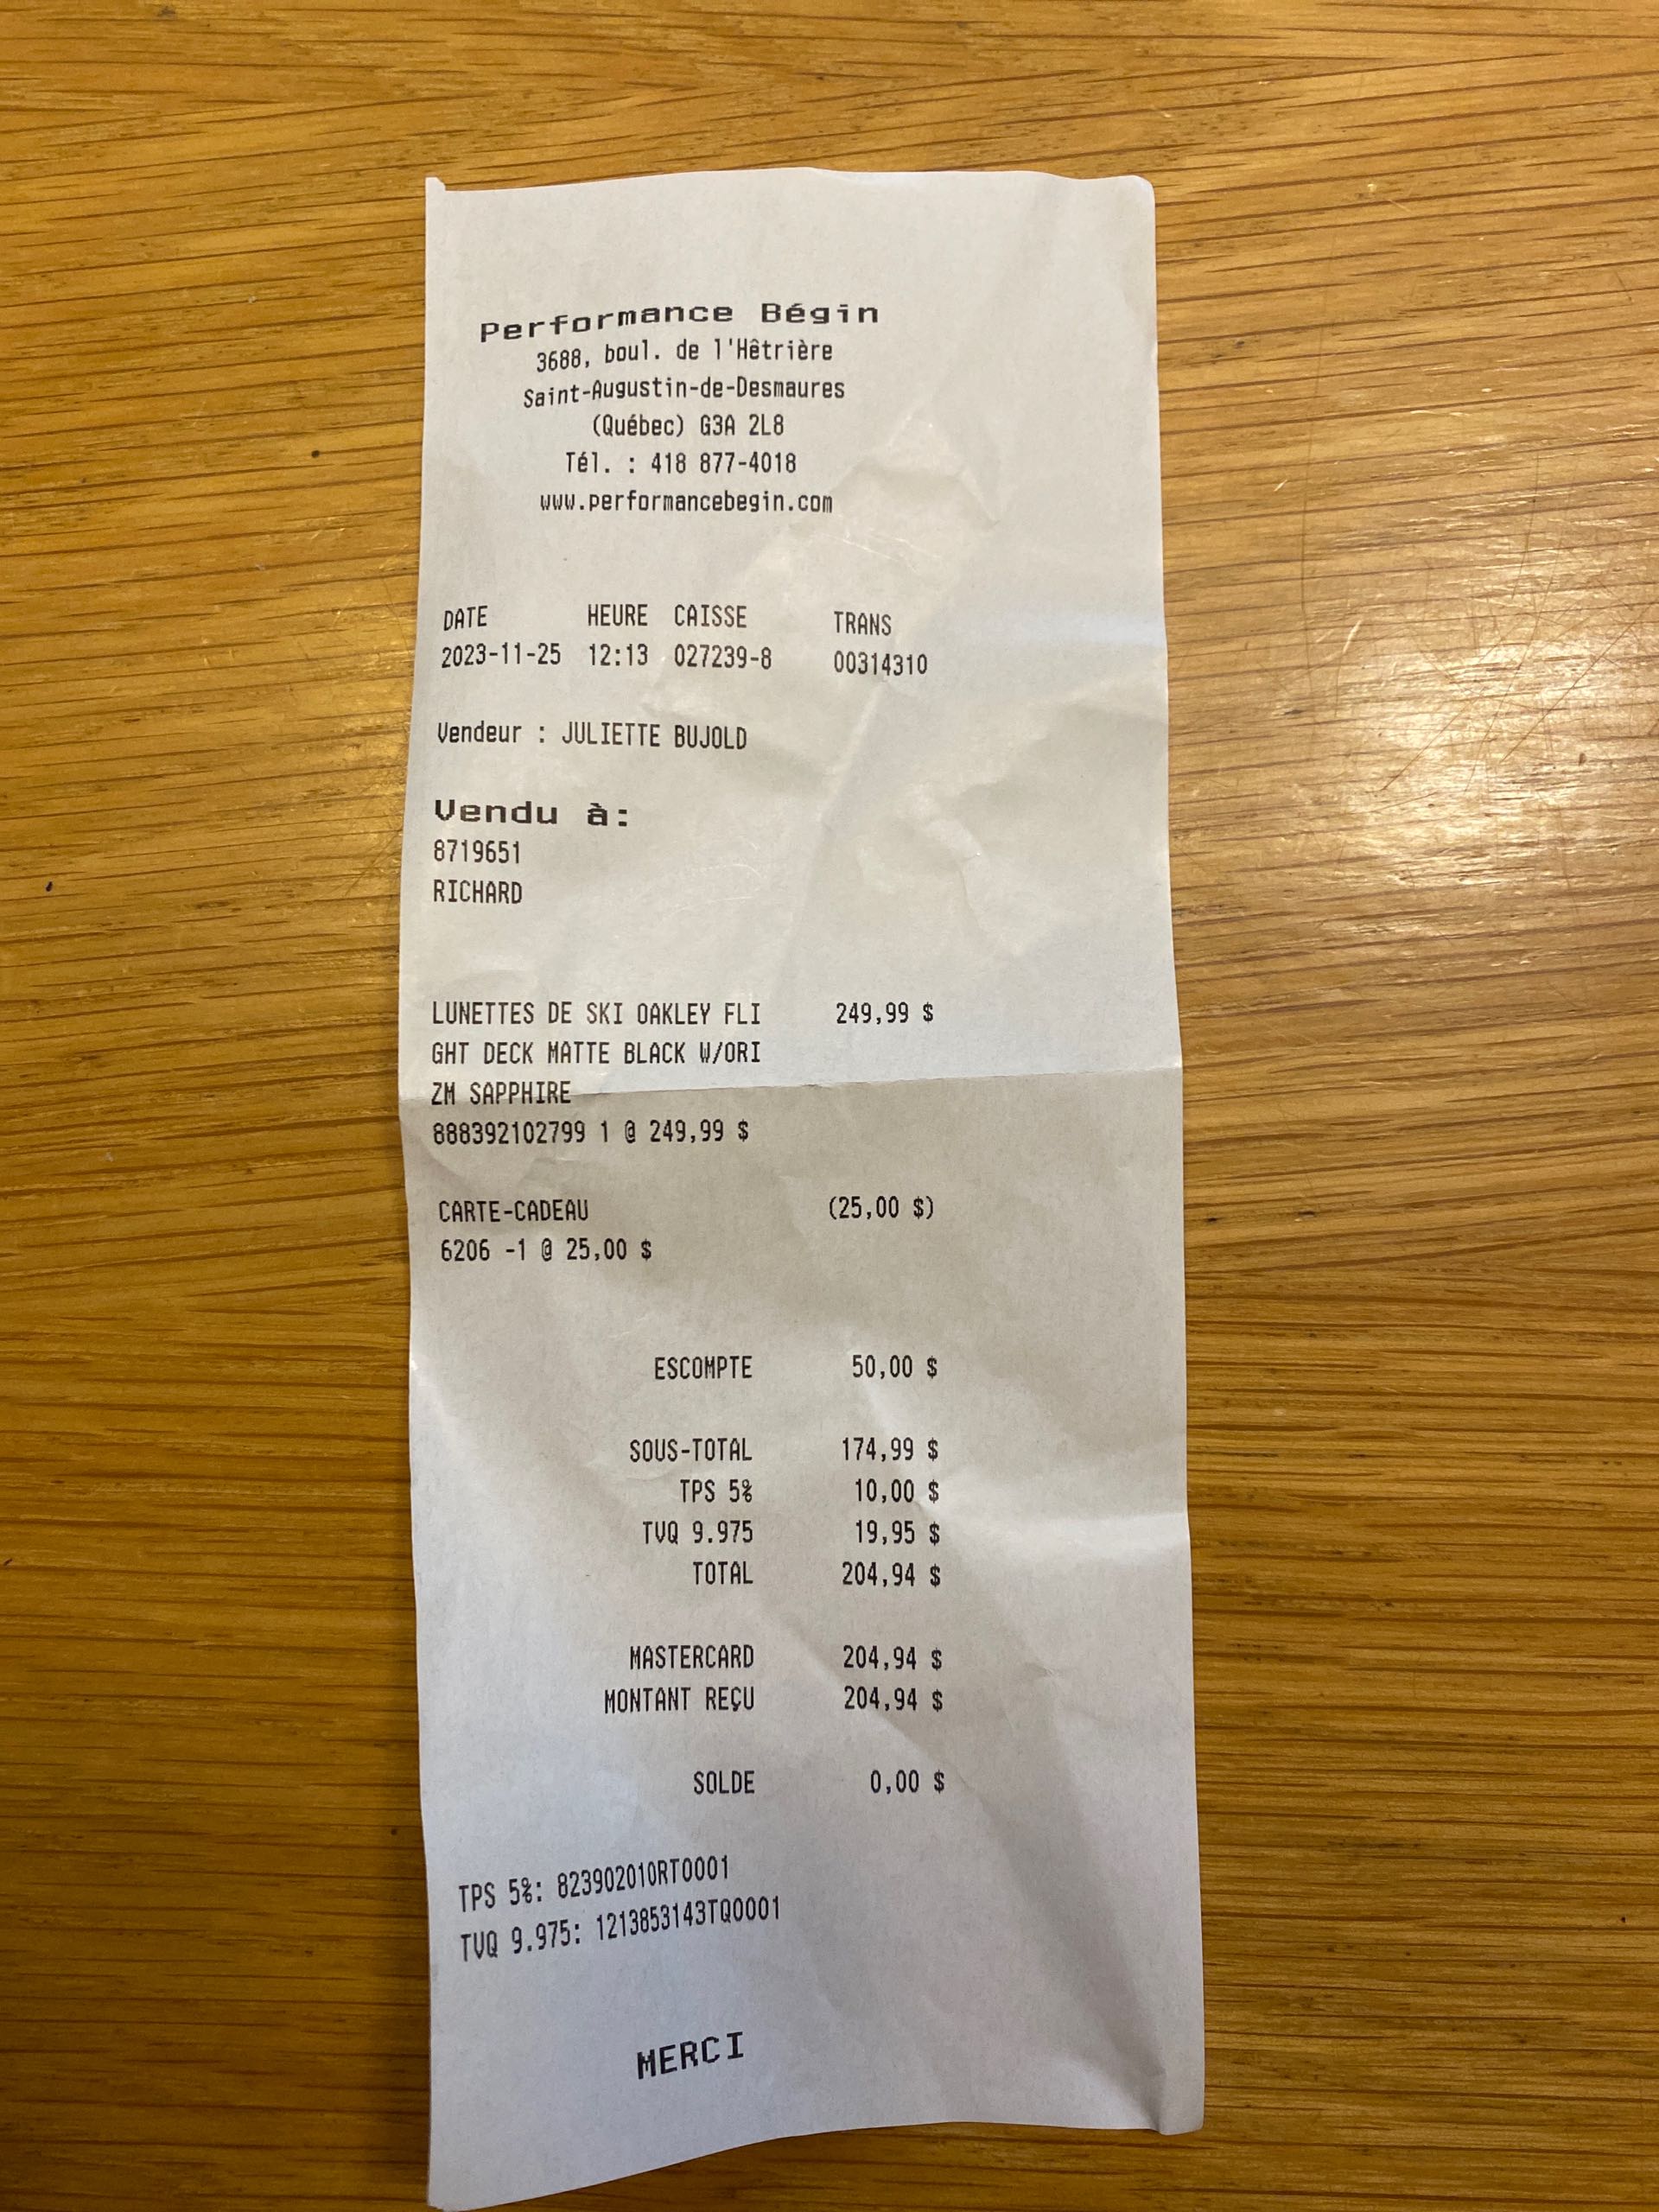 Performance Bégin
3688, boul. de l'Hêtrière
Saint-Augustin-de-Desmaures
(Québec) G3A 2L8
Tél. : 418 877-4018
www.performancebegin.com
DATE HEURE CAISSE TRANS
2023-11-25 12:13 027239-8 00314310
Vendeur : JULIETTE BUJOLD
Vendu à:
8719651
RICHARD
LUNETTES DE SKI OAKLEY FLI 249,99 $
GHT DECK MATTE BLACK W/ORI
ZM SAPPHIRE
888392102799 1 @ 249,99 $
CARTE-CADEAU (25,00 $)
6206 -1 @ 25,00 $
ESCOMPTE 50,00 $
SOUS-TOTAL 174,99 $
TPS 5% 10,00 $
TVQ 9.975 19,95 $
TOTAL 204,94 $
MASTERCARD 204,94 $
MONTANT REÇU 204,94 $
SOLDE 0,00 $
TPS 5%: 823902010RT0001
TVQ 9.975: 1213853143TQ0001
MERCI